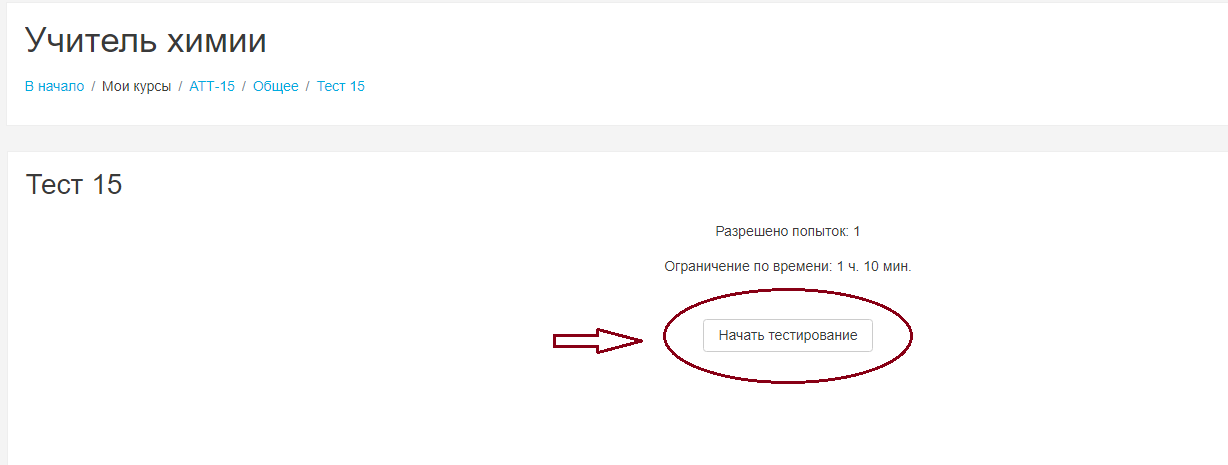 Учитель химии
В начало / Мои курсы / АТТ-15 / Общее / Тест 15
Тест 15
Разрешено попыток: 1
Ограничение по времени: 1 ч. 10 мин.
Начать тестирование